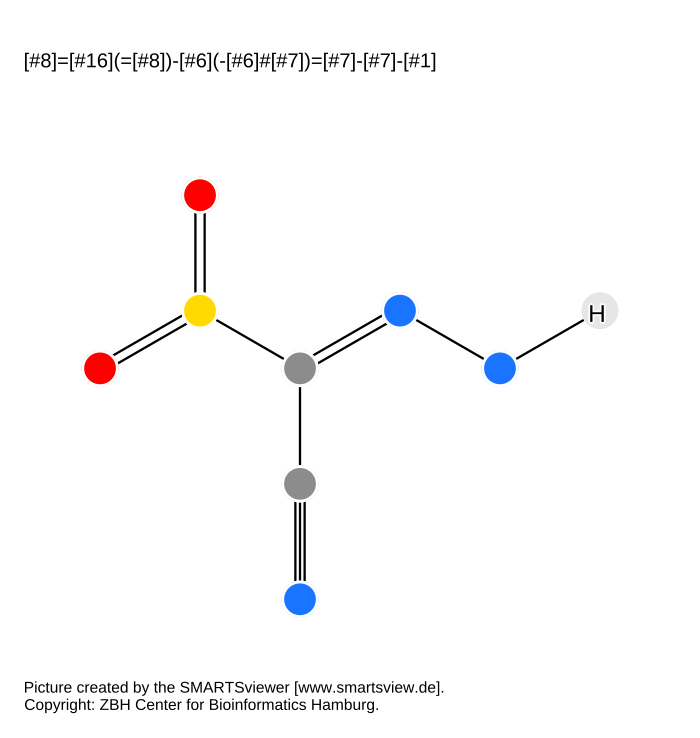 [#8]=[#16](=[#8])-[#6](-[#6]#[#7])=[#7]-[#7]-[#1]
H
Picture created by the SMARTSviewer [www.smartsview.de].
Copyright: ZBH Center for Bioinformatics Hamburg.